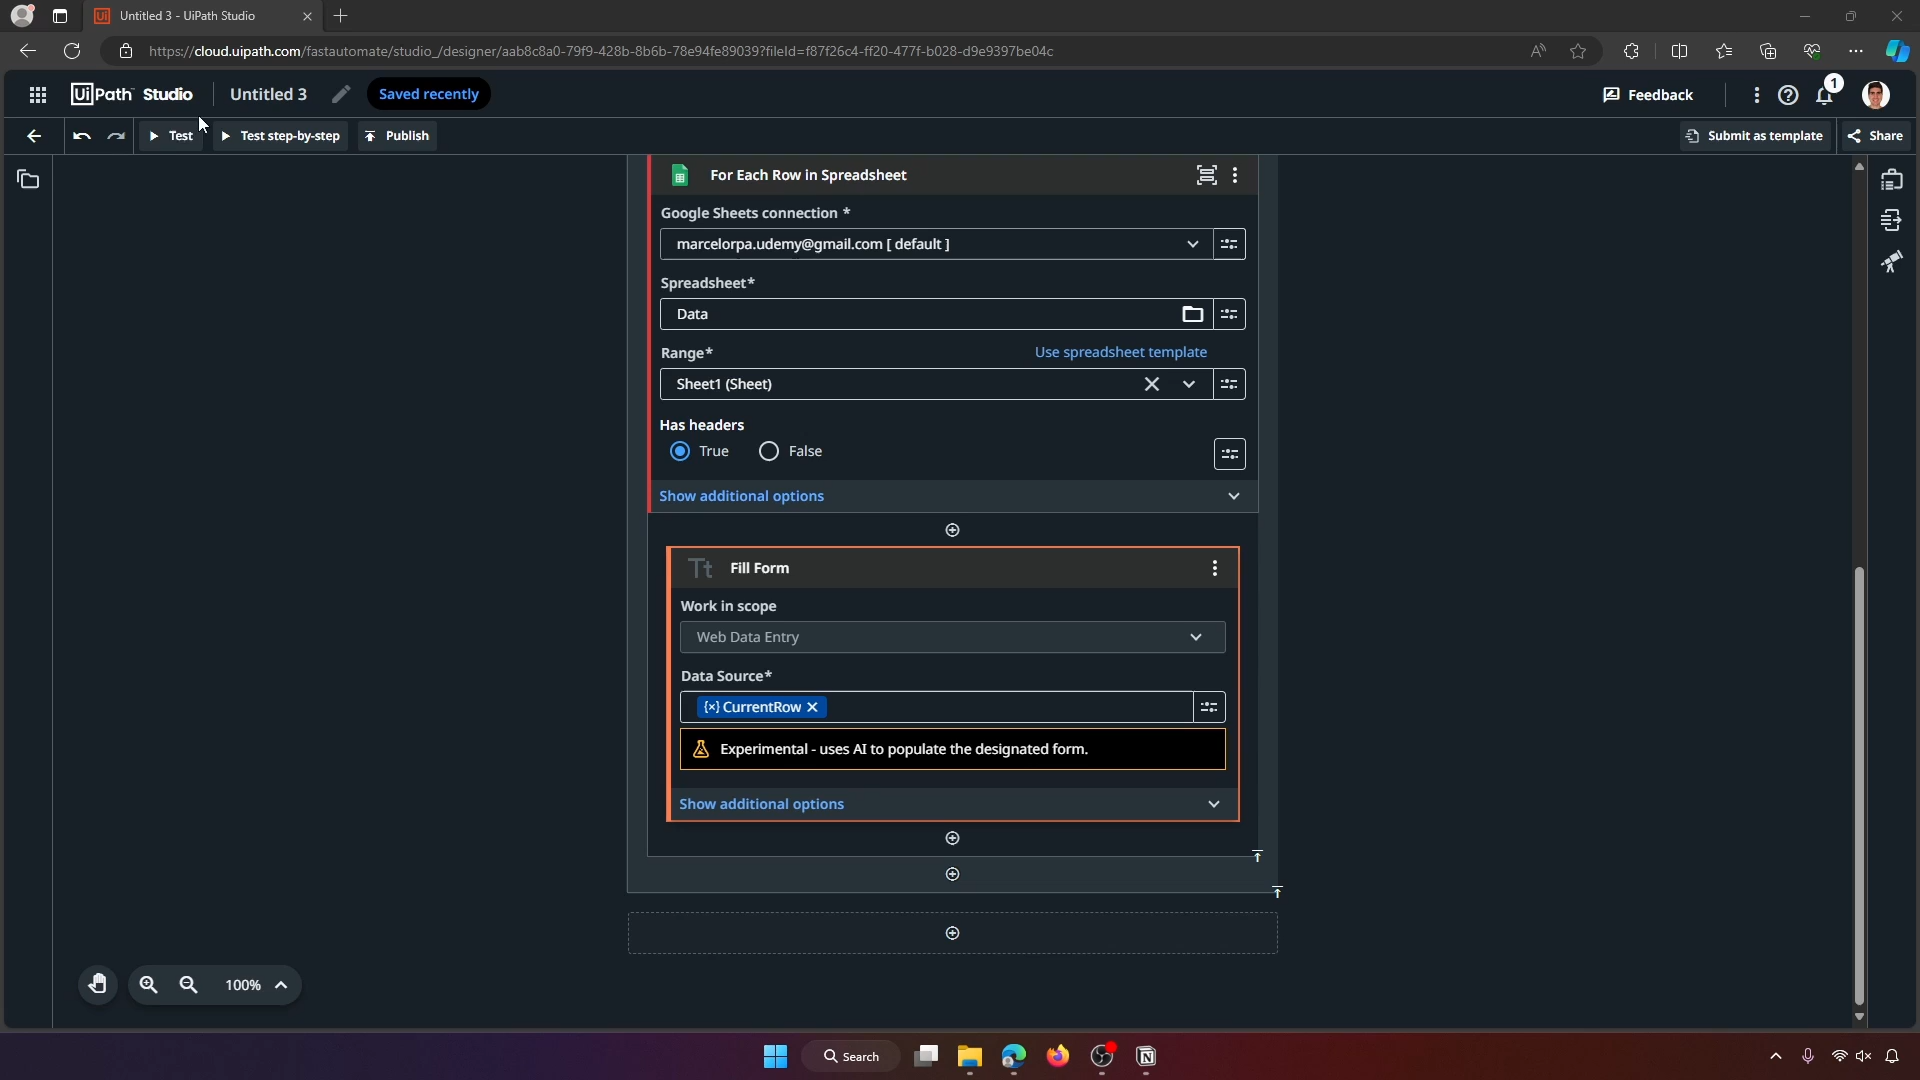 Untitled 3 - UiPath Studio
https://cloud.uipath.com/fastautomate/studio_/designer/aab8c8a0-79f9-428b-8b6b-78e94fe89039?fileId=f87f26c4-ff20-477f-b028-d9e9397be04c
UiPath Studio
Untitled 3
Saved recently
Feedback
1
Test
Test step-by-step
Publish
Submit as template
Share
For Each Row in Spreadsheet
Google Sheets connection *
marcelorpa.udemy@gmail.com [ default ]
Spreadsheet*
Data
Range*
Use spreadsheet template
Sheet1 (Sheet)
Has headers
True
False
Show additional options
Tt Fill Form
Work in scope
Web Data Entry
Data Source*
{×} CurrentRow
Experimental - uses AI to populate the designated form.
Show additional options
100%
Search